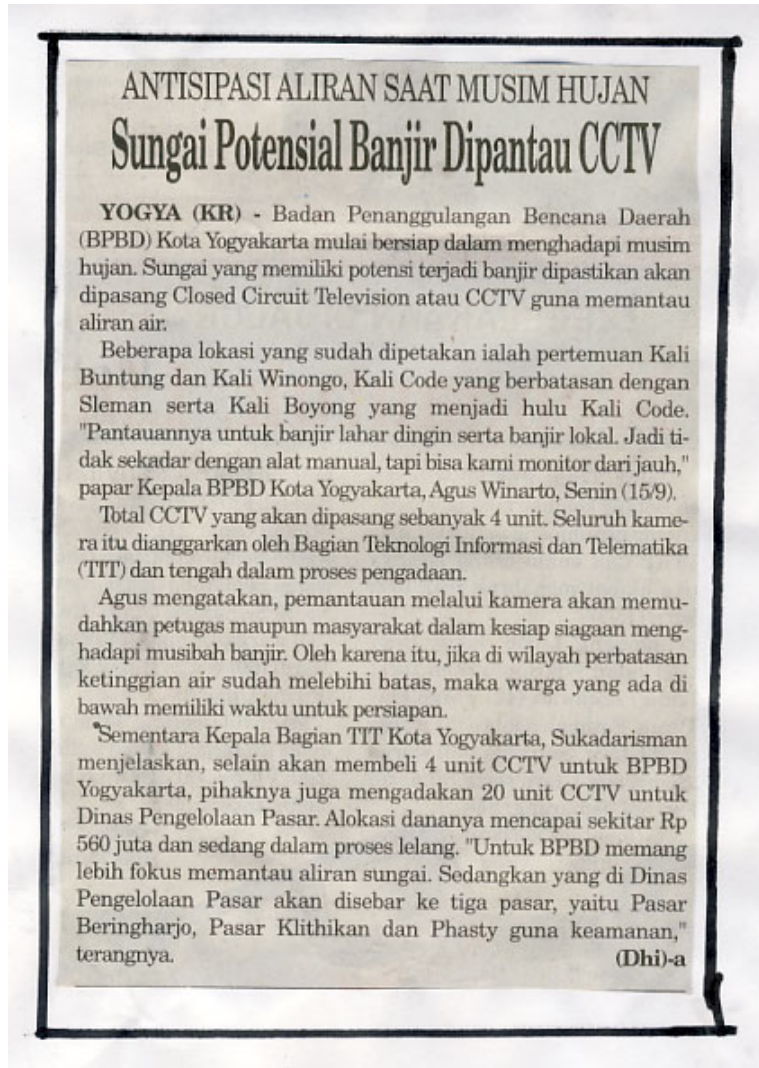 ANTISIPASI ALIRAN SAAT MUSIM HUJAN
Sungai Potensial Banjir Dipantau CCTV
YOGYA (KR) - Badan Penanggulangan Bencana Daerah
(BPBD) Kota Yogyakarta mulai bersiap dalam menghadapi musim
hujan. Sungai yang memiliki potensi terjadi banjir dipastikan akan
dipasang Closed Circuit Television atau CCTV guna memantau
aliran air.
Beberapa lokasi yang sudah dipetakan ialah pertemuan Kali
Buntung dan Kali Winongo, Kali Code yang berbatasan dengan
Sleman serta Kali Boyong yang menjadi hulu Kali Code.
"Pantauannya untuk banjir lahar dingin serta banjir lokal. Jadi ti-
dak sekadar dengan alat manual, tapi bisa kami monitor dari jauh,"
papar Kepala BPBD Kota Yogyakarta, Agus Winarto, Senin (15/9).
Total CCTV yang akan dipasang sebanyak 4 unit. Seluruh kame-
ra itu dianggarkan oleh Bagian Teknologi Informasi dan Telematika
(TIT) dan tengah dalam proses pengadaan.
Agus mengatakan, pemantauan melalui kamera akan memu-
dahkan petugas maupun masyarakat dalam kesiap siagaan meng-
hadapi musibah banjir. Oleh karena itu, jika di wilayah perbatasan
ketinggian air sudah melebihi batas, maka warga yang ada di
bawah memiliki waktu untuk persiapan.
Sementara Kepala Bagian TIT Kota Yogyakarta, Sukadarisman
menjelaskan, selain akan membeli 4 unit CCTV untuk BPBD
Yogyakarta, pihaknya juga mengadakan 20 unit CCTV untuk
Dinas Pengelolaan Pasar. Alokasi dananya mencapai sekitar Rp
560 juta dan sedang dalam proses lelang. "Untuk BPBD memang
lebih fokus memantau aliran sungai. Sedangkan yang di Dinas
Pengelolaan Pasar akan disebar ke tiga pasar, yaitu Pasar
Beringharjo, Pasar Klithikan dan Phasty guna keamanan,"
terangnya. (Dhi)-a